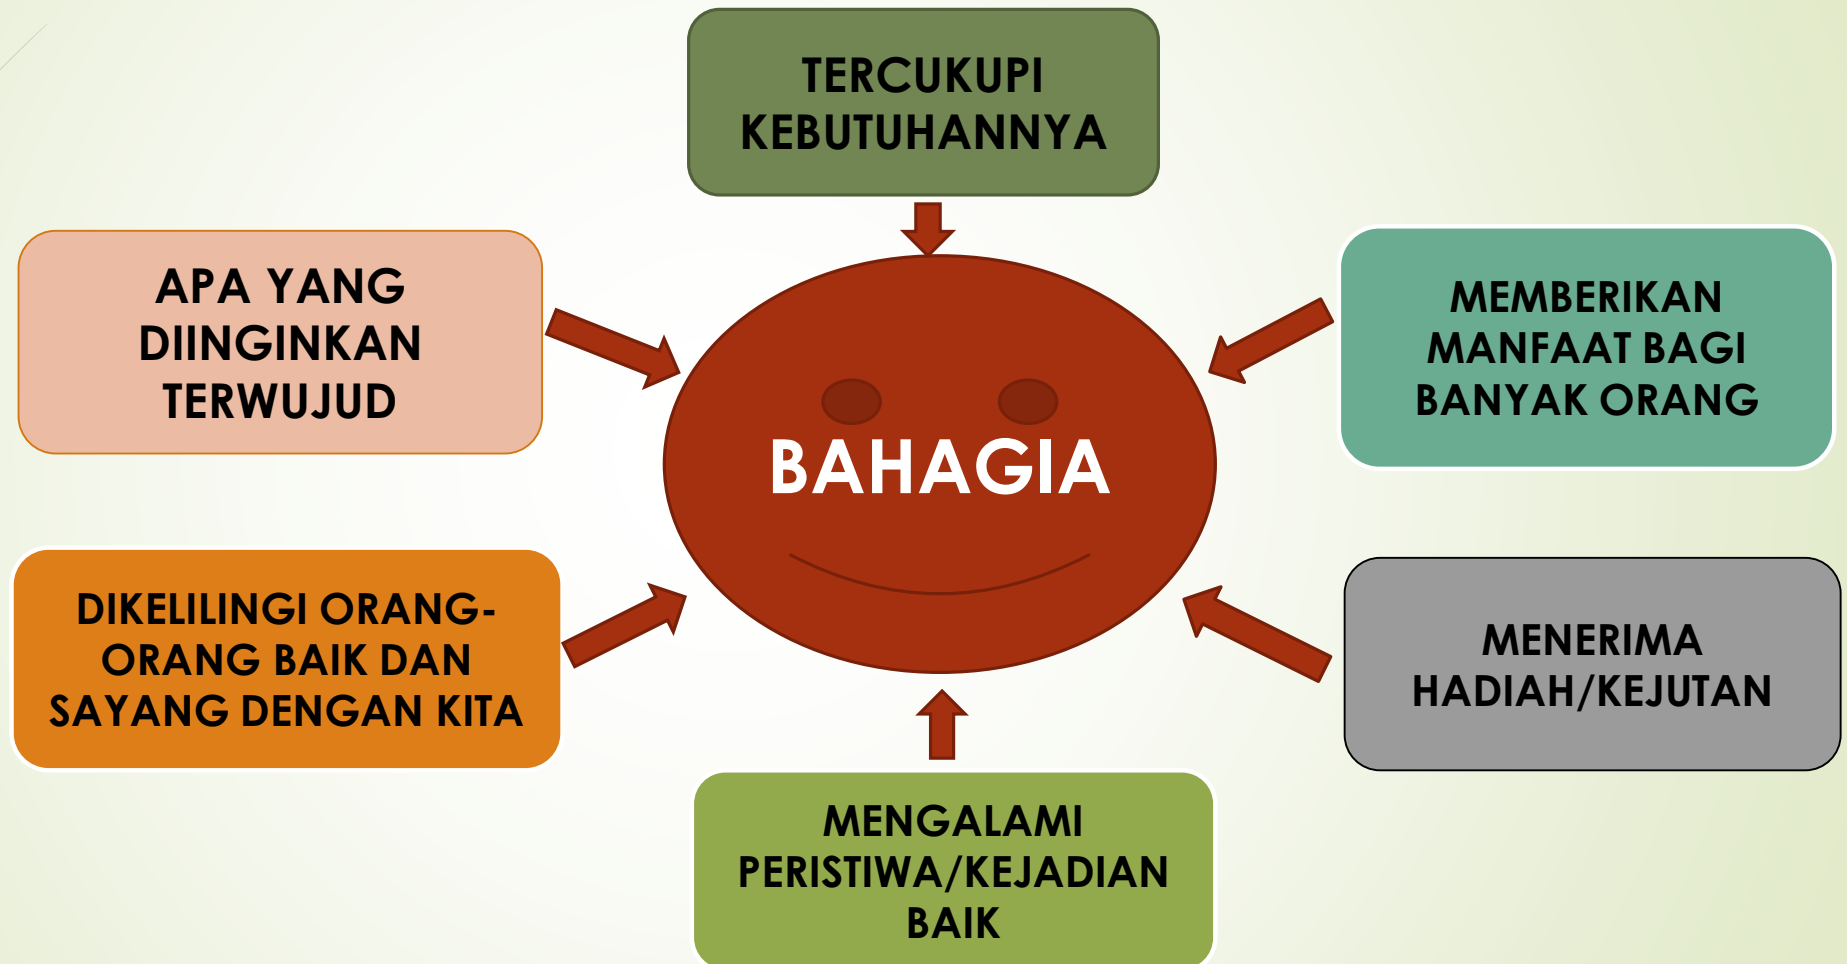 TERCUKUPI
KEBUTUHANNYA
APA YANG
DIINGINKAN
TERWUJUD
MEMBERIKAN
MANFAAT BAGI
BANYAK ORANG
BAHAGIA
DIKELILINGI ORANG-
ORANG BAIK DAN
SAYANG DENGAN KITA
MENERIMA
HADIAH/KEJUTAN
MENGALAMI
PERISTIWA/KEJADIAN
BAIK